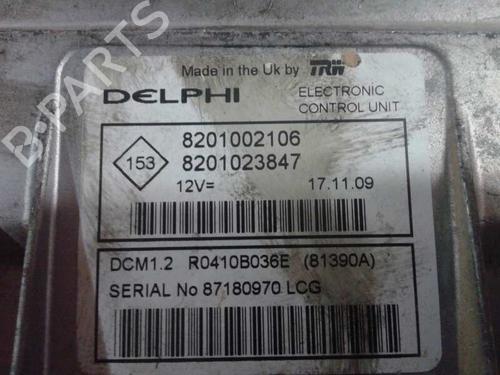 Made in the Uk by TRW
DELPHI
ELECTRONIC
CONTROL UNIT
153
8201002106
8201023847
12V=
17.11.09
DCM1.2 R0410B036E (81390A)
SERIAL No 87180970 LCG
B-PARTS